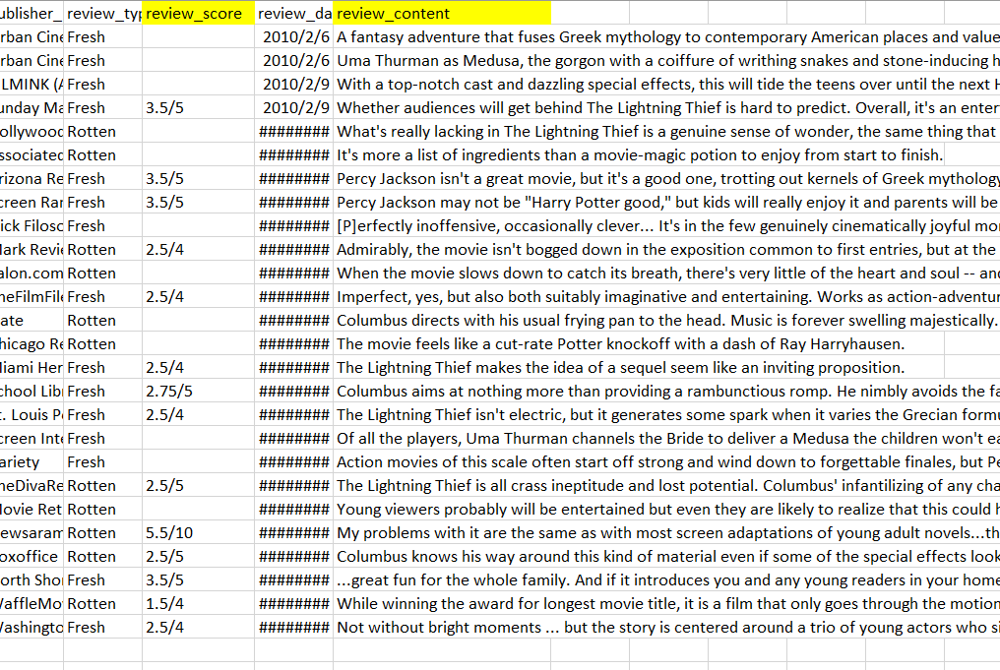 ublisher_ review_typ review_score review_da review_content
rban Cine Fresh 2010/2/6 A fantasy adventure that fuses Greek mythology to contemporary American places and value
rban Cine Fresh 2010/2/6 Uma Thurman as Medusa, the gorgon with a coiffure of writhing snakes and stone-inducing h
LMINK (A Fresh 2010/2/9 With a top-notch cast and dazzling special effects, this will tide the teens over until the next H
unday Ma Fresh 3.5/5 2010/2/9 Whether audiences will get behind The Lightning Thief is hard to predict. Overall, it's an enter
ollywood Rotten ######## What's really lacking in The Lightning Thief is a genuine sense of wonder, the same thing that
ssociated Rotten ######## It's more a list of ingredients than a movie-magic potion to enjoy from start to finish.
rizona Re Fresh 3.5/5 ######## Percy Jackson isn't a great movie, but it's a good one, trotting out kernels of Greek mythology
creen Ran Fresh 3.5/5 ######## Percy Jackson may not be "Harry Potter good," but kids will really enjoy it and parents will be
ick Filoso Fresh ######## [P]erfectly inoffensive, occasionally clever... It's in the few genuinely cinematically joyful mo
ark Revie Rotten 2.5/4 ######## Admirably, the movie isn't bogged down in the exposition common to first entries, but at the
alon.com Rotten ######## When the movie slows down to catch its breath, there's very little of the heart and soul -- and
neFilmFile Fresh 2.5/4 ######## Imperfect, yes, but also both suitably imaginative and entertaining. Works as action-adventur
ate Rotten ######## Columbus directs with his usual frying pan to the head. Music is forever swelling majestically.
hicago Re Rotten ######## The movie feels like a cut-rate Potter knockoff with a dash of Ray Harryhausen.
iami Her Fresh 2.5/4 ######## The Lightning Thief makes the idea of a sequel seem like an inviting proposition.
chool Libr Fresh 2.75/5 ######## Columbus aims at nothing more than providing a rambunctious romp. He nimbly avoids the fa
t. Louis P Fresh 2.5/4 ######## The Lightning Thief isn't electric, but it generates some spark when it varies the Grecian formu
creen Inte Fresh ######## Of all the players, Uma Thurman channels the Bride to deliver a Medusa the children won't ea
ariety Fresh ######## Action movies of this scale often start off strong and wind down to forgettable finales, but Pe
neDivaRe Rotten 2.5/5 ######## The Lightning Thief is all crass ineptitude and lost potential. Columbus' infantilizing of any cha
ovie Ret Rotten ######## Young viewers probably will be entertained but even they are likely to realize that this could h
ewsaram Rotten 5.5/10 ######## My problems with it are the same as with most screen adaptations of young adult novels...th
oxoffice Rotten 2.5/5 ######## Columbus knows his way around this kind of material even if some of the special effects look
orth Shor Fresh 3.5/5 ######## ...great fun for the whole family. And if it introduces you and any young readers in your home
WaffleMo Rotten 1.5/4 ######## While winning the award for longest movie title, it is a film that only goes through the motion
Washingto Fresh 2.5/4 ######## Not without bright moments ... but the story is centered around a trio of young actors who si